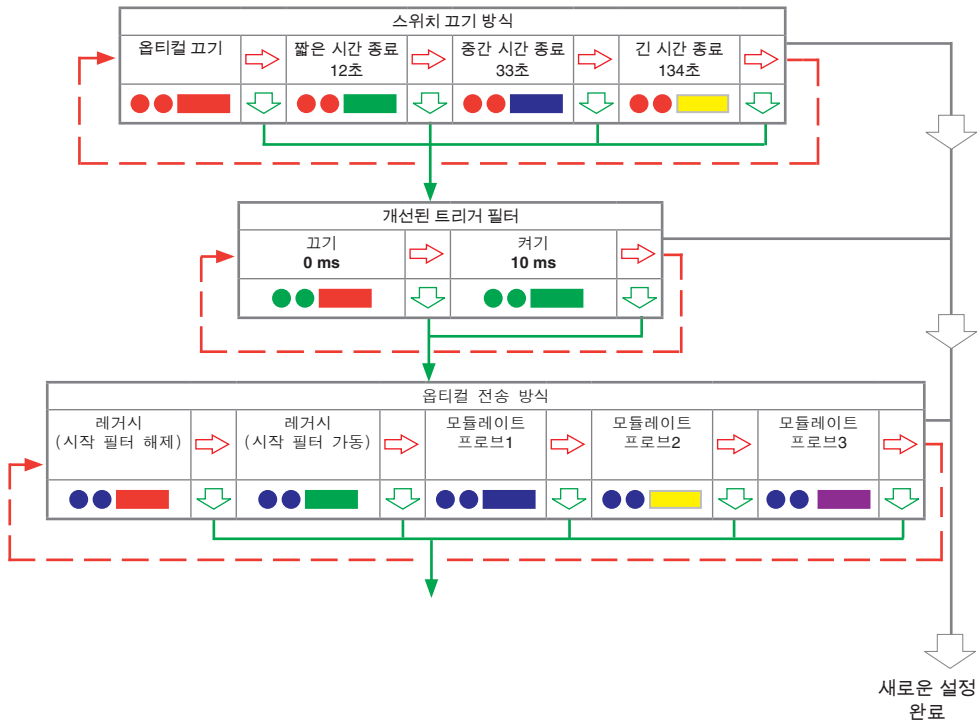 스위치 끄기 방식
옵티컬 끄기
짧은 시간 종료
12초
중간 시간 종료
33초
긴 시간 종료
134초
개선된 트리거 필터
끄기
0 ms
켜기
10 ms
옵티컬 전송 방식
레거시
(시작 필터 해제)
레거시
(시작 필터 가동)
모듈레이트
프로브1
모듈레이트
프로브2
모듈레이트
프로브3
새로운 설정
완료